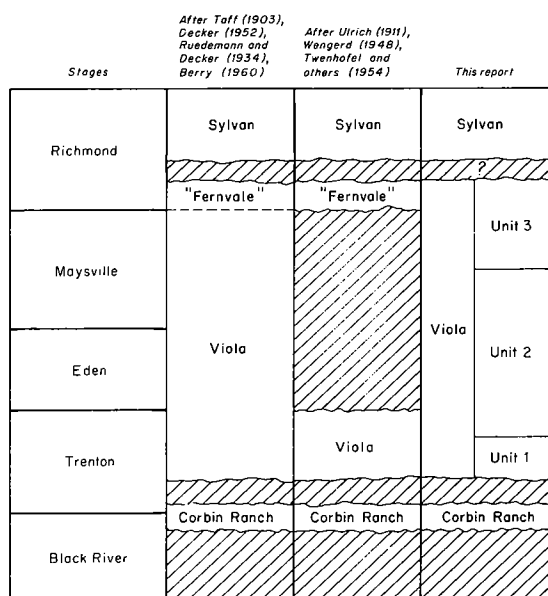 Stages
After Taff (1903),
Decker (1952),
Ruedemann and
Decker (1934),
Berry (1960)
After Ulrich (1911),
Wengerd (1948),
Twenhofel and
others (1954)
This report
Richmond
Sylvan
Sylvan
Sylvan
?
"Fernvale"
"Fernvale"
Maysville
Unit 3
Viola
Viola
Unit 2
Eden
Trenton
Viola
Unit 1
Corbin Ranch
Corbin Ranch
Corbin Ranch
Black River